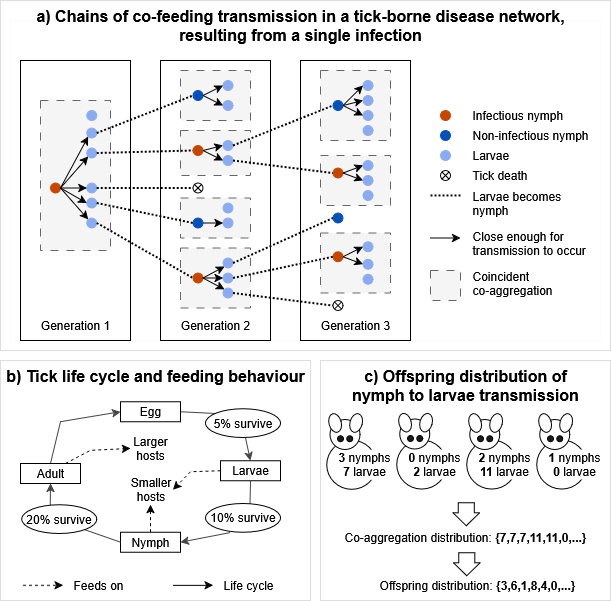 a) Chains of co-feeding transmission in a tick-borne disease network,
resulting from a single infection
Generation 1
Generation 2
Generation 3
Infectious nymph
Non-infectious nymph
Larvae
Tick death
Larvae becomes
nymph
Close enough for
transmission to occur
Coincident
co-aggregation
b) Tick life cycle and feeding behaviour
Egg
5% survive
Larger
hosts
Adult
Larvae
Smaller
hosts
20% survive
10% survive
Nymph
Feeds on
Life cycle
c) Offspring distribution of
nymph to larvae transmission
3 nymphs
7 larvae
0 nymphs
2 larvae
2 nymphs
11 larvae
1 nymphs
0 larvae
Co-aggregation distribution: {7,7,7,11,11,0,...}
Offspring distribution: {3,6,1,8,4,0,...}